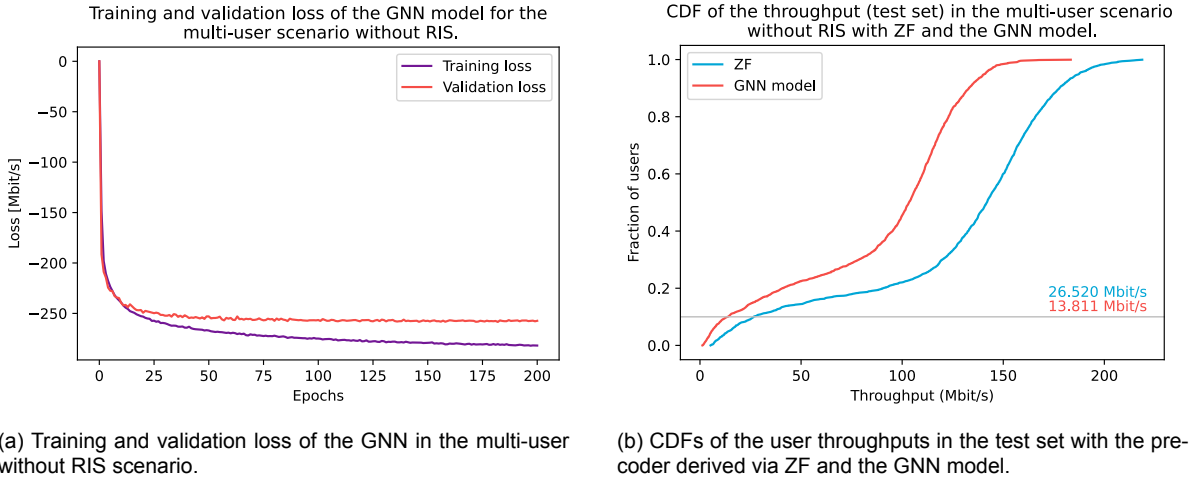 Training and validation loss of the GNN model for the
multi-user scenario without RIS.
0
−50
−100
−150
−200
−250
Loss [Mbit/s]
Training loss
Validation loss
0 25 50 75 100 125 150 175 200
Epochs
(a) Training and validation loss of the GNN in the multi-user
without RIS scenario.
CDF of the throughput (test set) in the multi-user scenario
without RIS with ZF and the GNN model.
1.0
0.8
0.6
0.4
0.2
0.0
Fraction of users
ZF
GNN model
26.520 Mbit/s
13.811 Mbit/s
0 50 100 150 200
Throughput (Mbit/s)
(b) CDFs of the user throughputs in the test set with the pre-
coder derived via ZF and the GNN model.